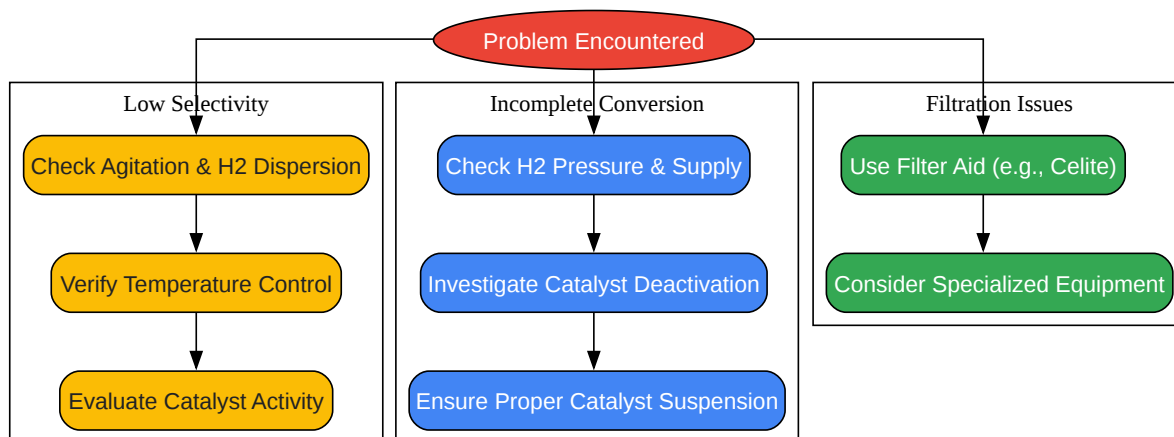 Problem Encountered
Low Selectivity
Check Agitation & H2 Dispersion
Verify Temperature Control
Evaluate Catalyst Activity
Incomplete Conversion
Check H2 Pressure & Supply
Investigate Catalyst Deactivation
Ensure Proper Catalyst Suspension
Filtration Issues
Use Filter Aid (e.g., Celite)
Consider Specialized Equipment